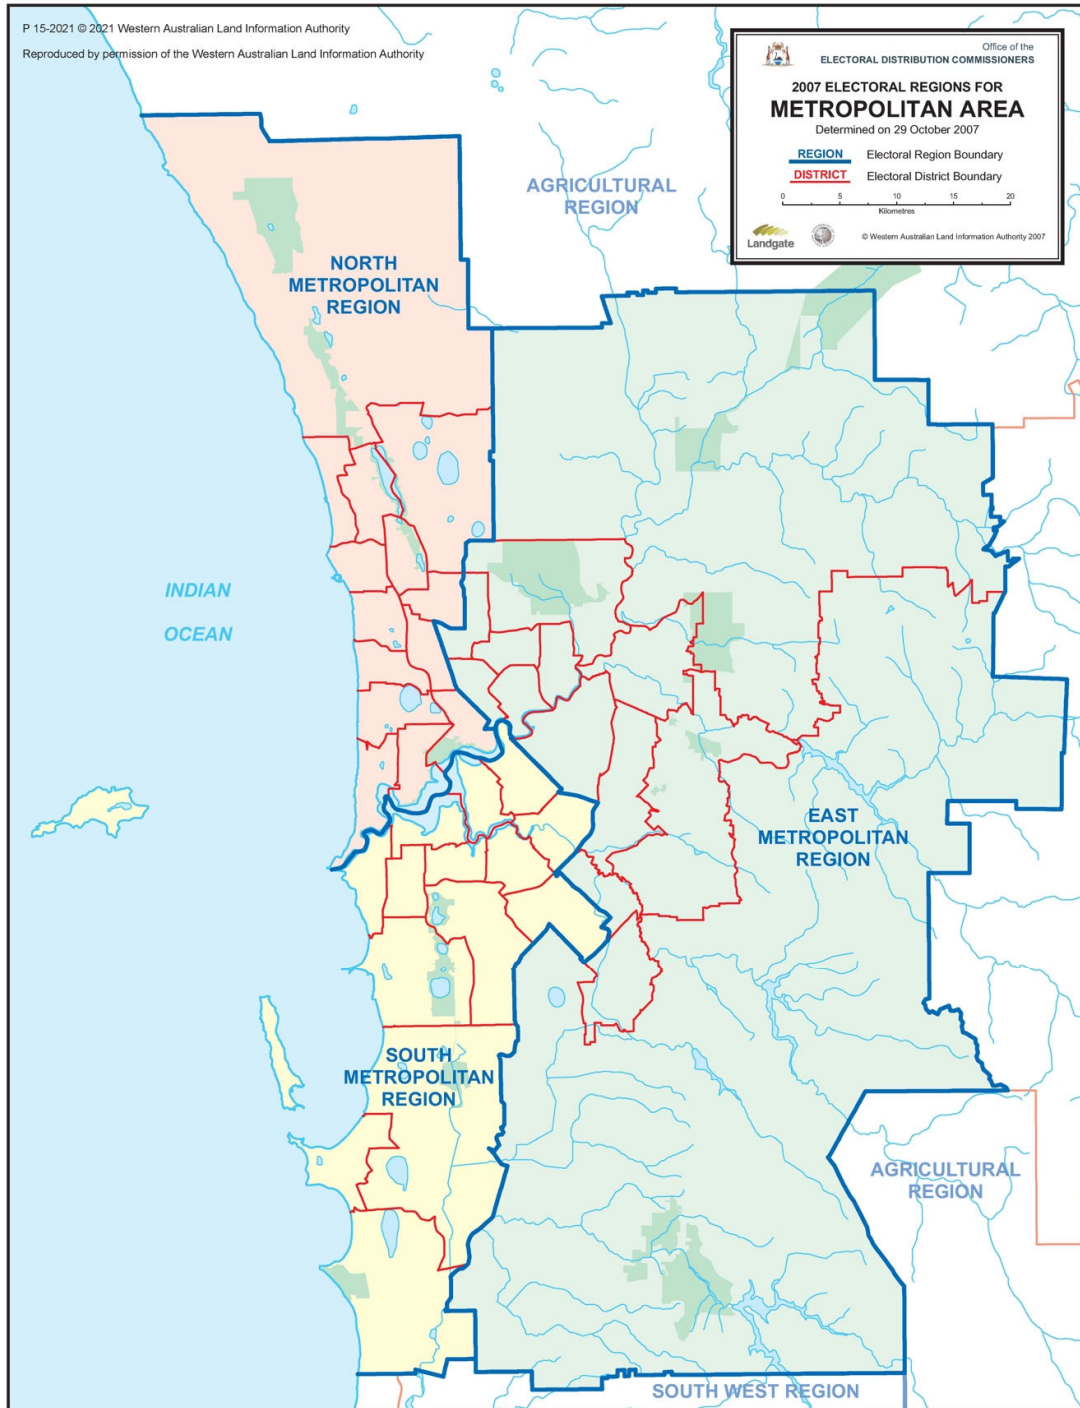 P 15-2021 © 2021 Western Australian Land Information Authority
Reproduced by permission of the Western Australian Land Information Authority
Office of the
ELECTORAL DISTRIBUTION COMMISSIONERS
2007 ELECTORAL REGIONS FOR
METROPOLITAN AREA
Determined on 29 October 2007
REGION Electoral Region Boundary
DISTRICT Electoral District Boundary
0 5 10 15 20
Kilometres
Landgate
© Western Australian Land Information Authority 2007
AGRICULTURAL
REGION
NORTH
METROPOLITAN
REGION
INDIAN
OCEAN
EAST
METROPOLITAN
REGION
SOUTH
METROPOLITAN
REGION
AGRICULTURAL
REGION
SOUTH WEST REGION